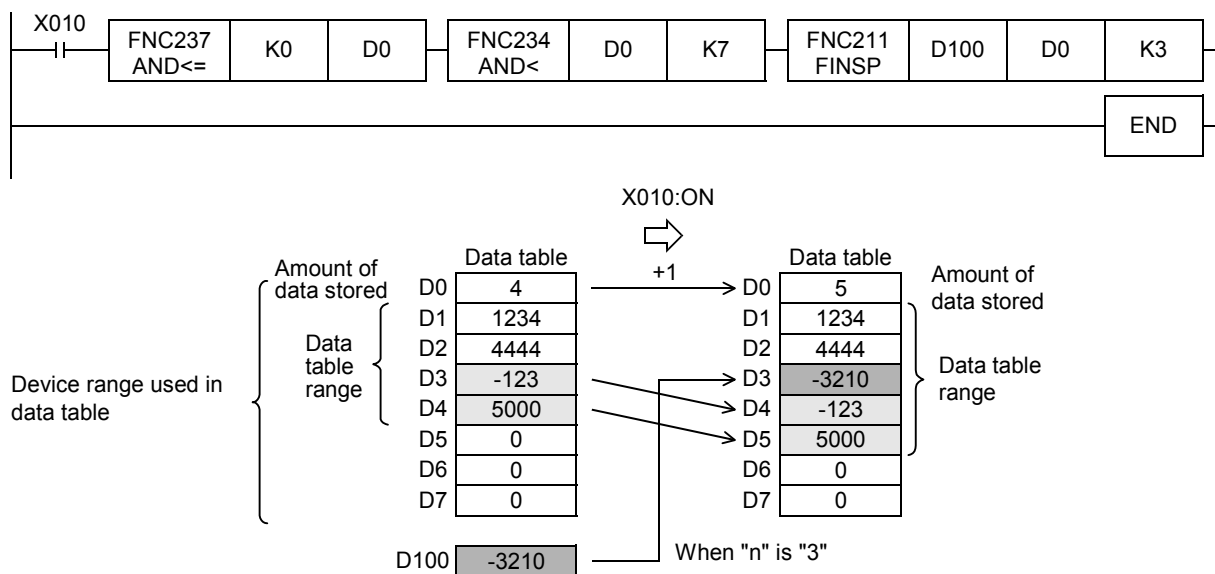 X010
FNC237 AND<= K0 D0 FNC234 AND< D0 K7 FNC211 FINSP D100 D0 K3
END
X010:ON
Data table
Data table
Amount of data stored
+1
Amount of data stored
D0 4
D0 5
D1 1234
D1 1234
Data table range
D2 4444
D2 4444
Data table range
D3 -123
D3 -3210
Device range used in data table
D4 5000
D4 -123
D5 0
D5 5000
D6 0
D6 0
D7 0
D7 0
D100 -3210
When "n" is "3"